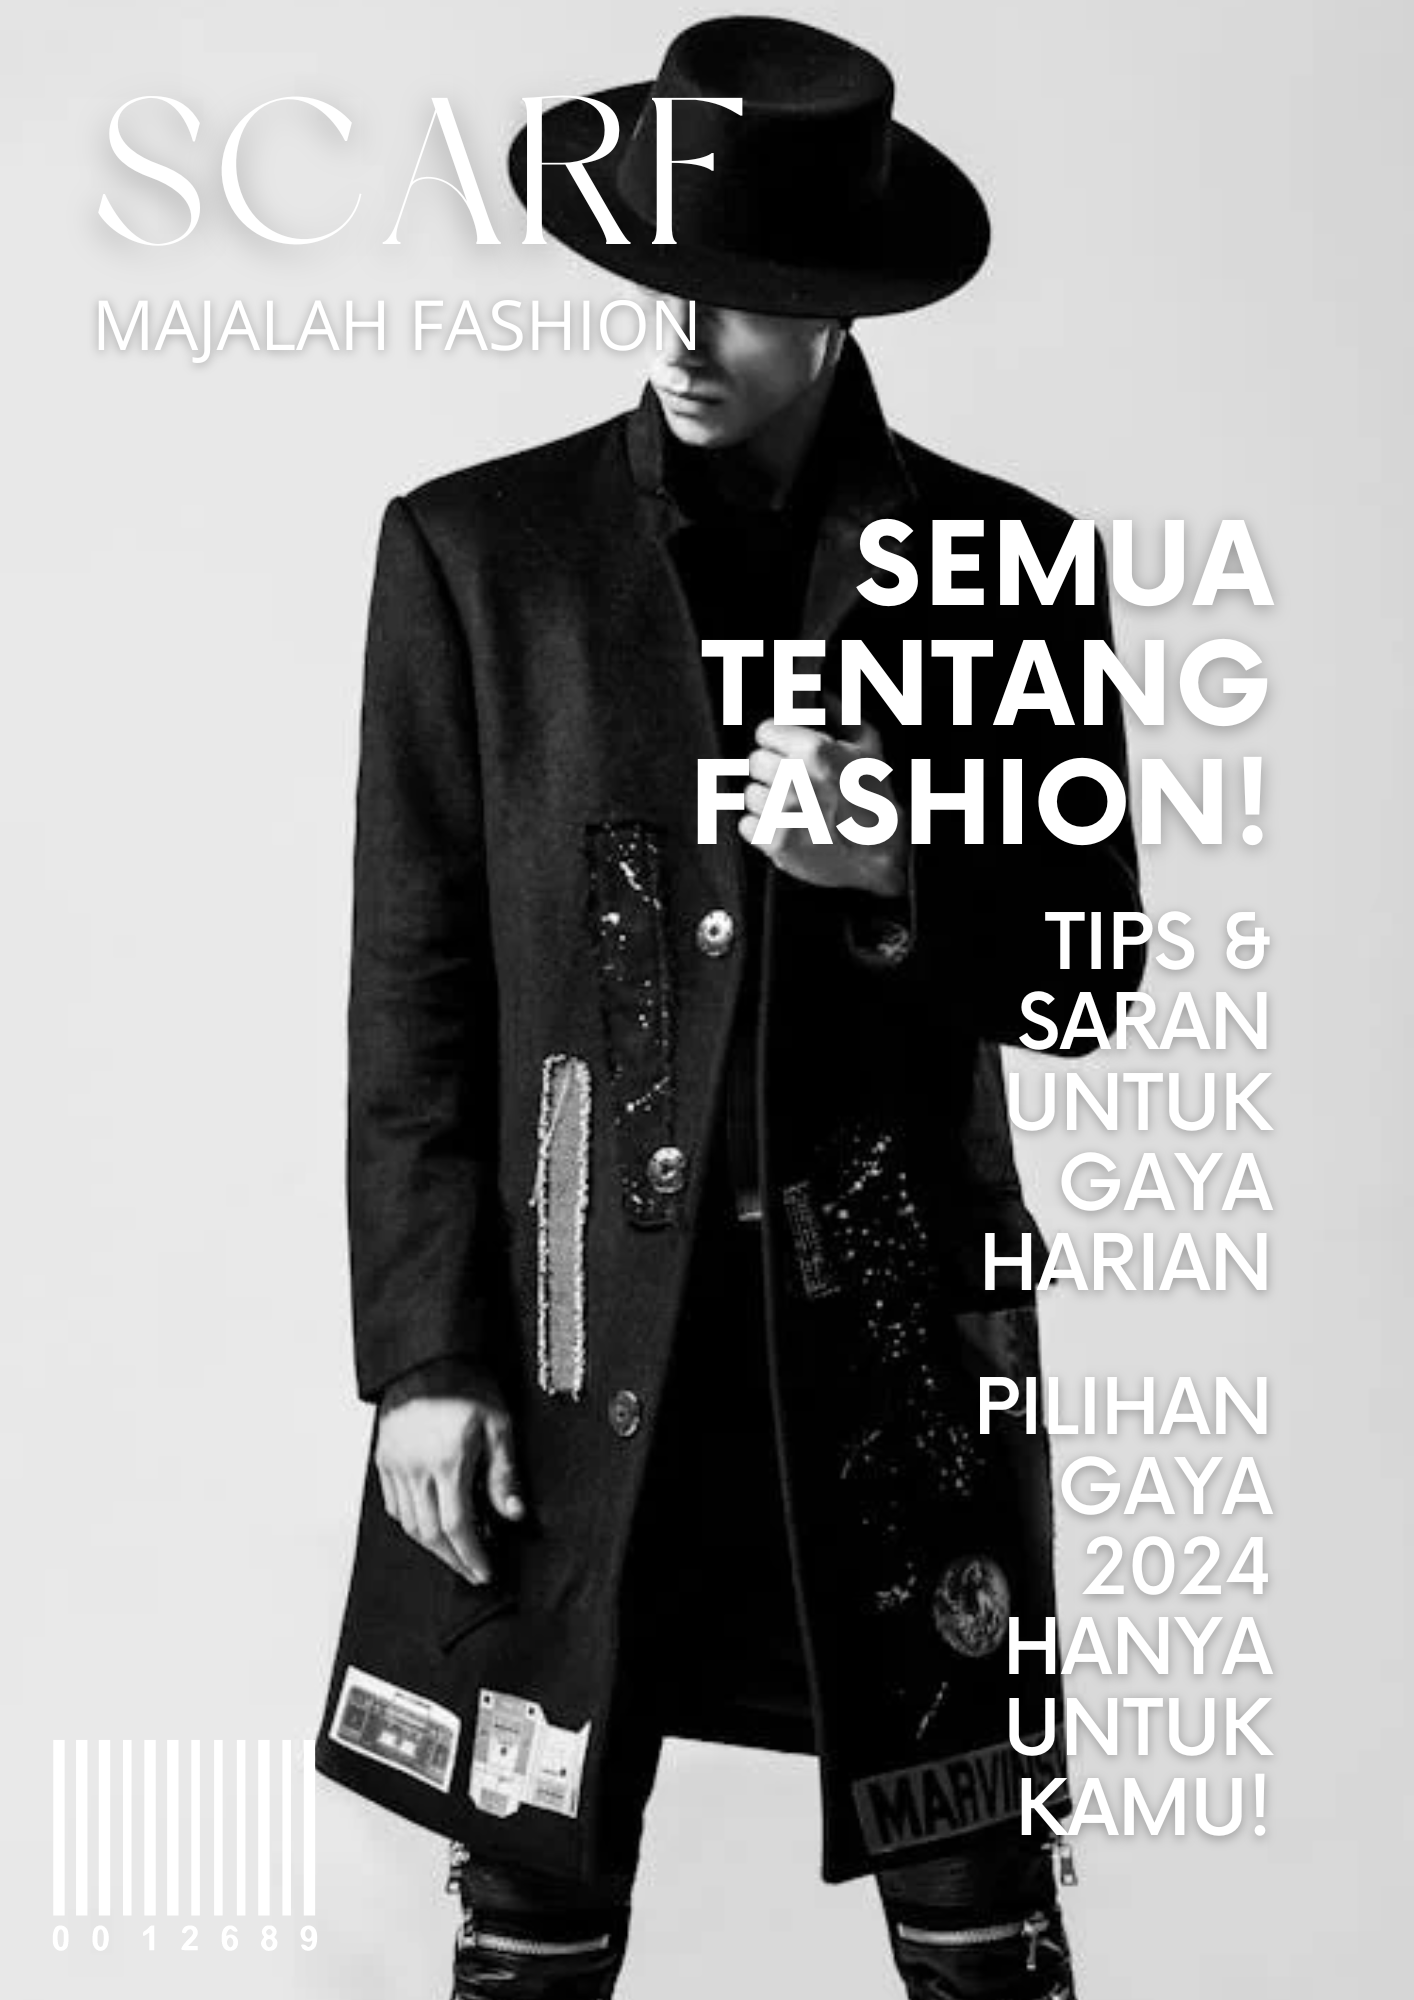 SCARF
MAJALAH FASHION
SEMUA
TENTANG
FASHION!
TIPS &
SARAN
UNTUK
GAYA
HARIAN
PILIHAN
GAYA
2024
HANYA
UNTUK
KAMU!
0012689